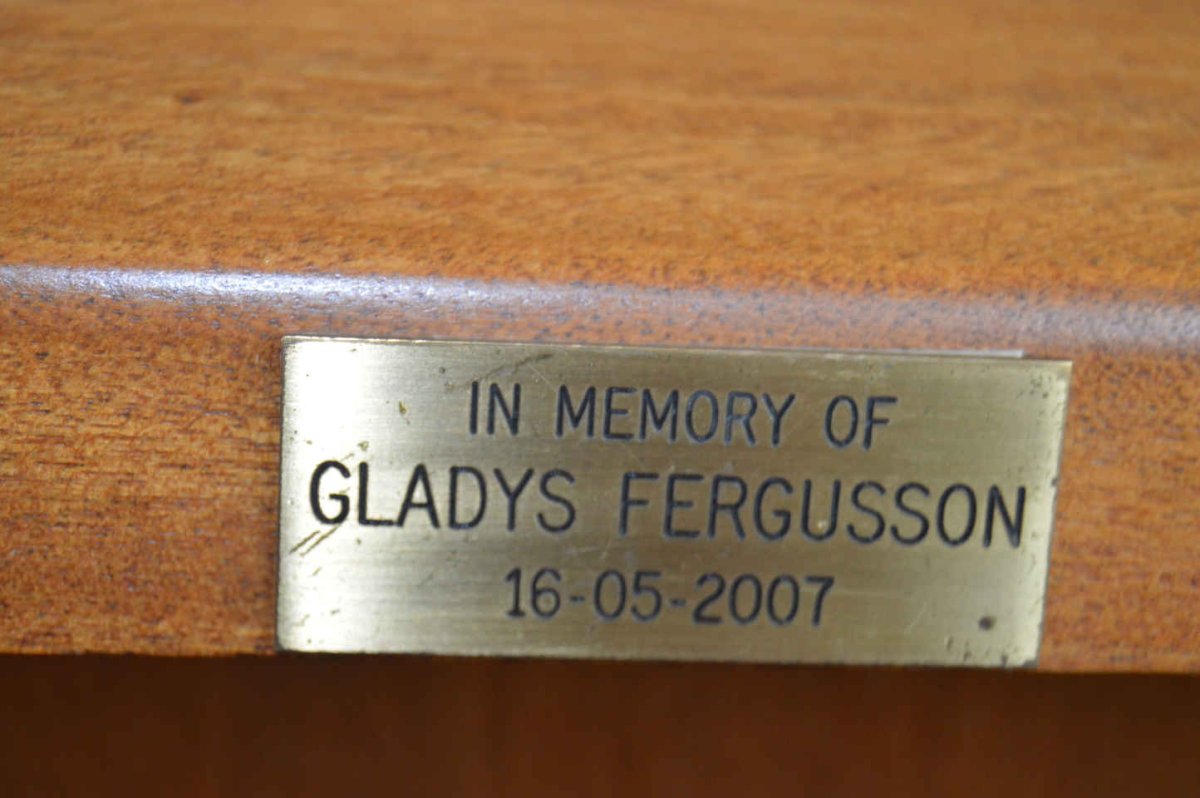 IN MEMORY OF
GLADYS FERGUSSON
16-05-2007